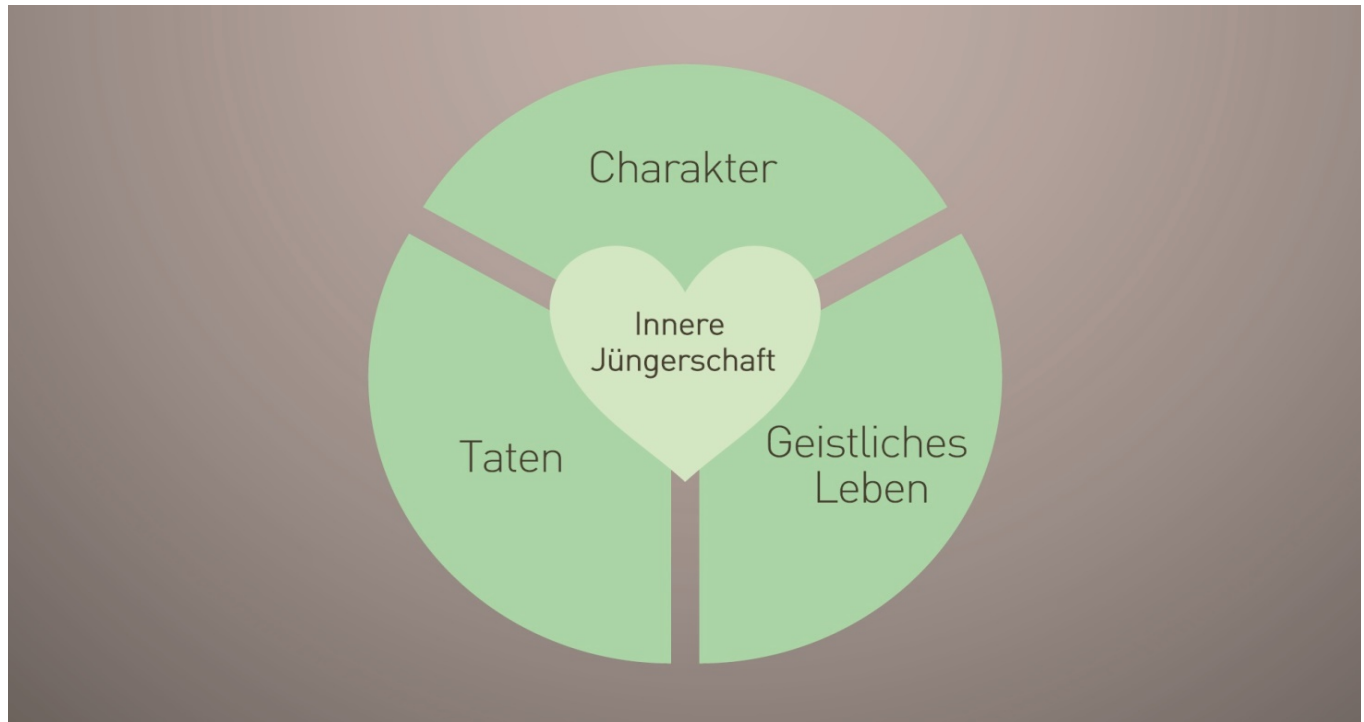 Charakter
Innere
Jüngerschaft
Taten
Geistliches
Leben